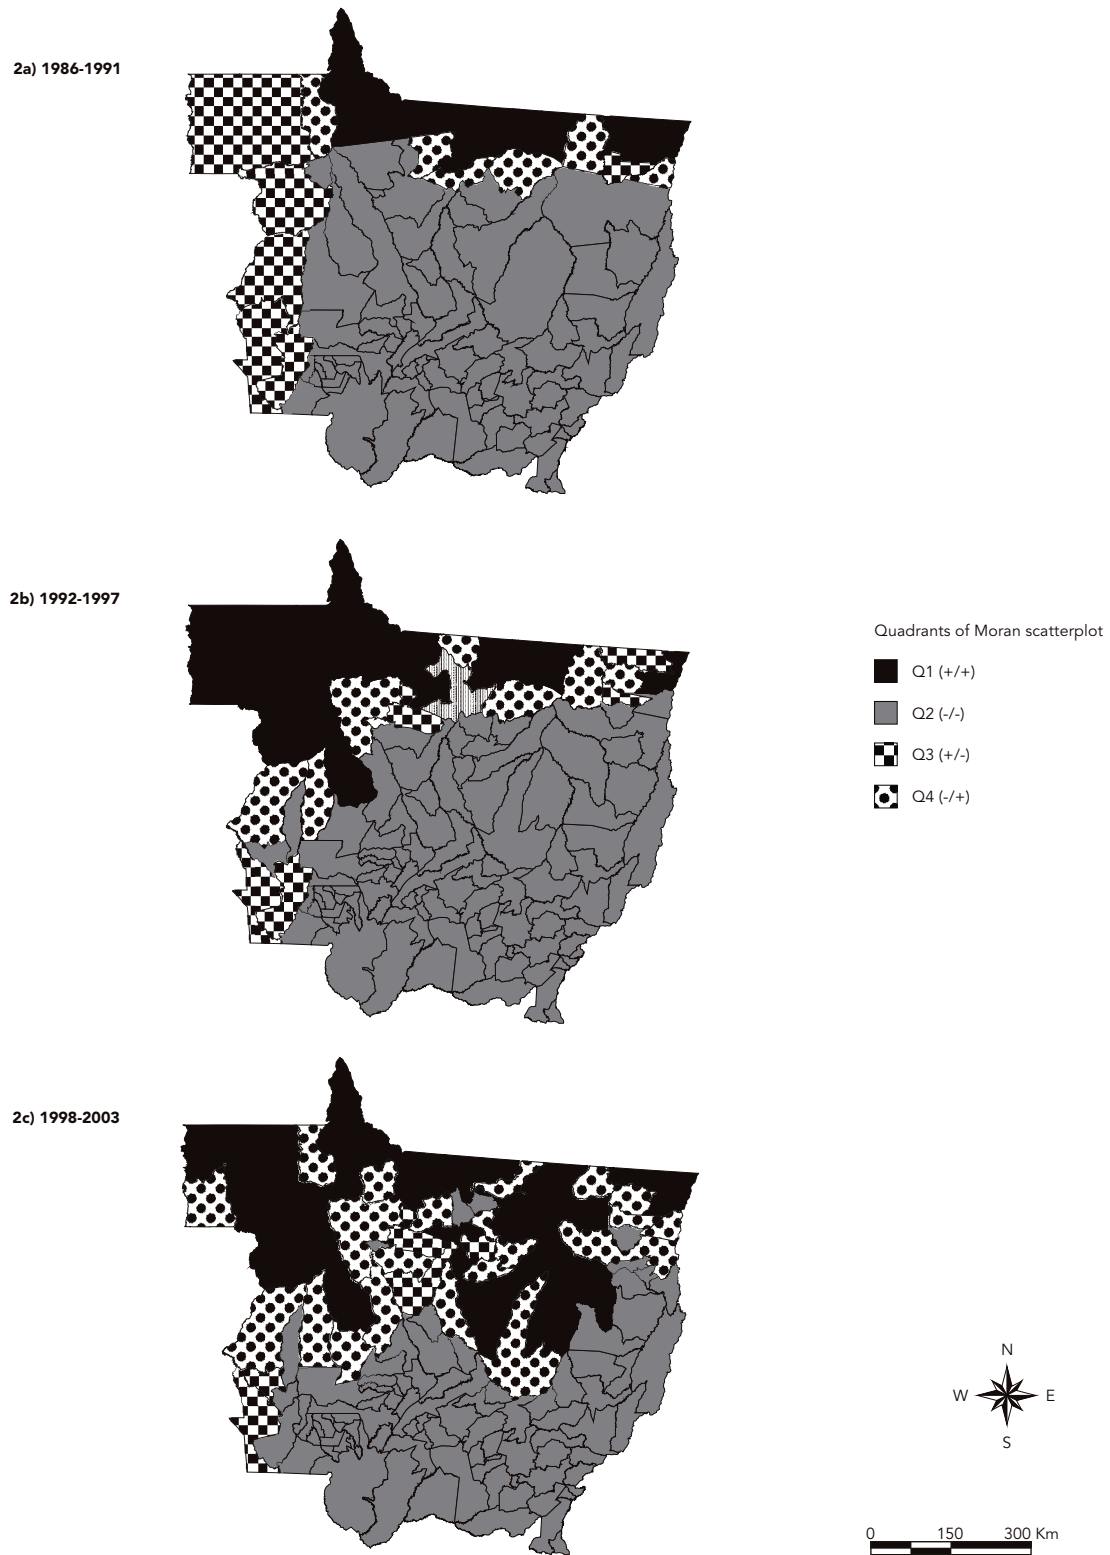 2a) 1986-1991
2b) 1992-1997
Quadrants of Moran scatterplot
Q1 (+/+)
Q2 (-/-)
Q3 (+/-)
Q4 (-/+)
2c) 1998-2003
N
W E
S
0 150 300 Km